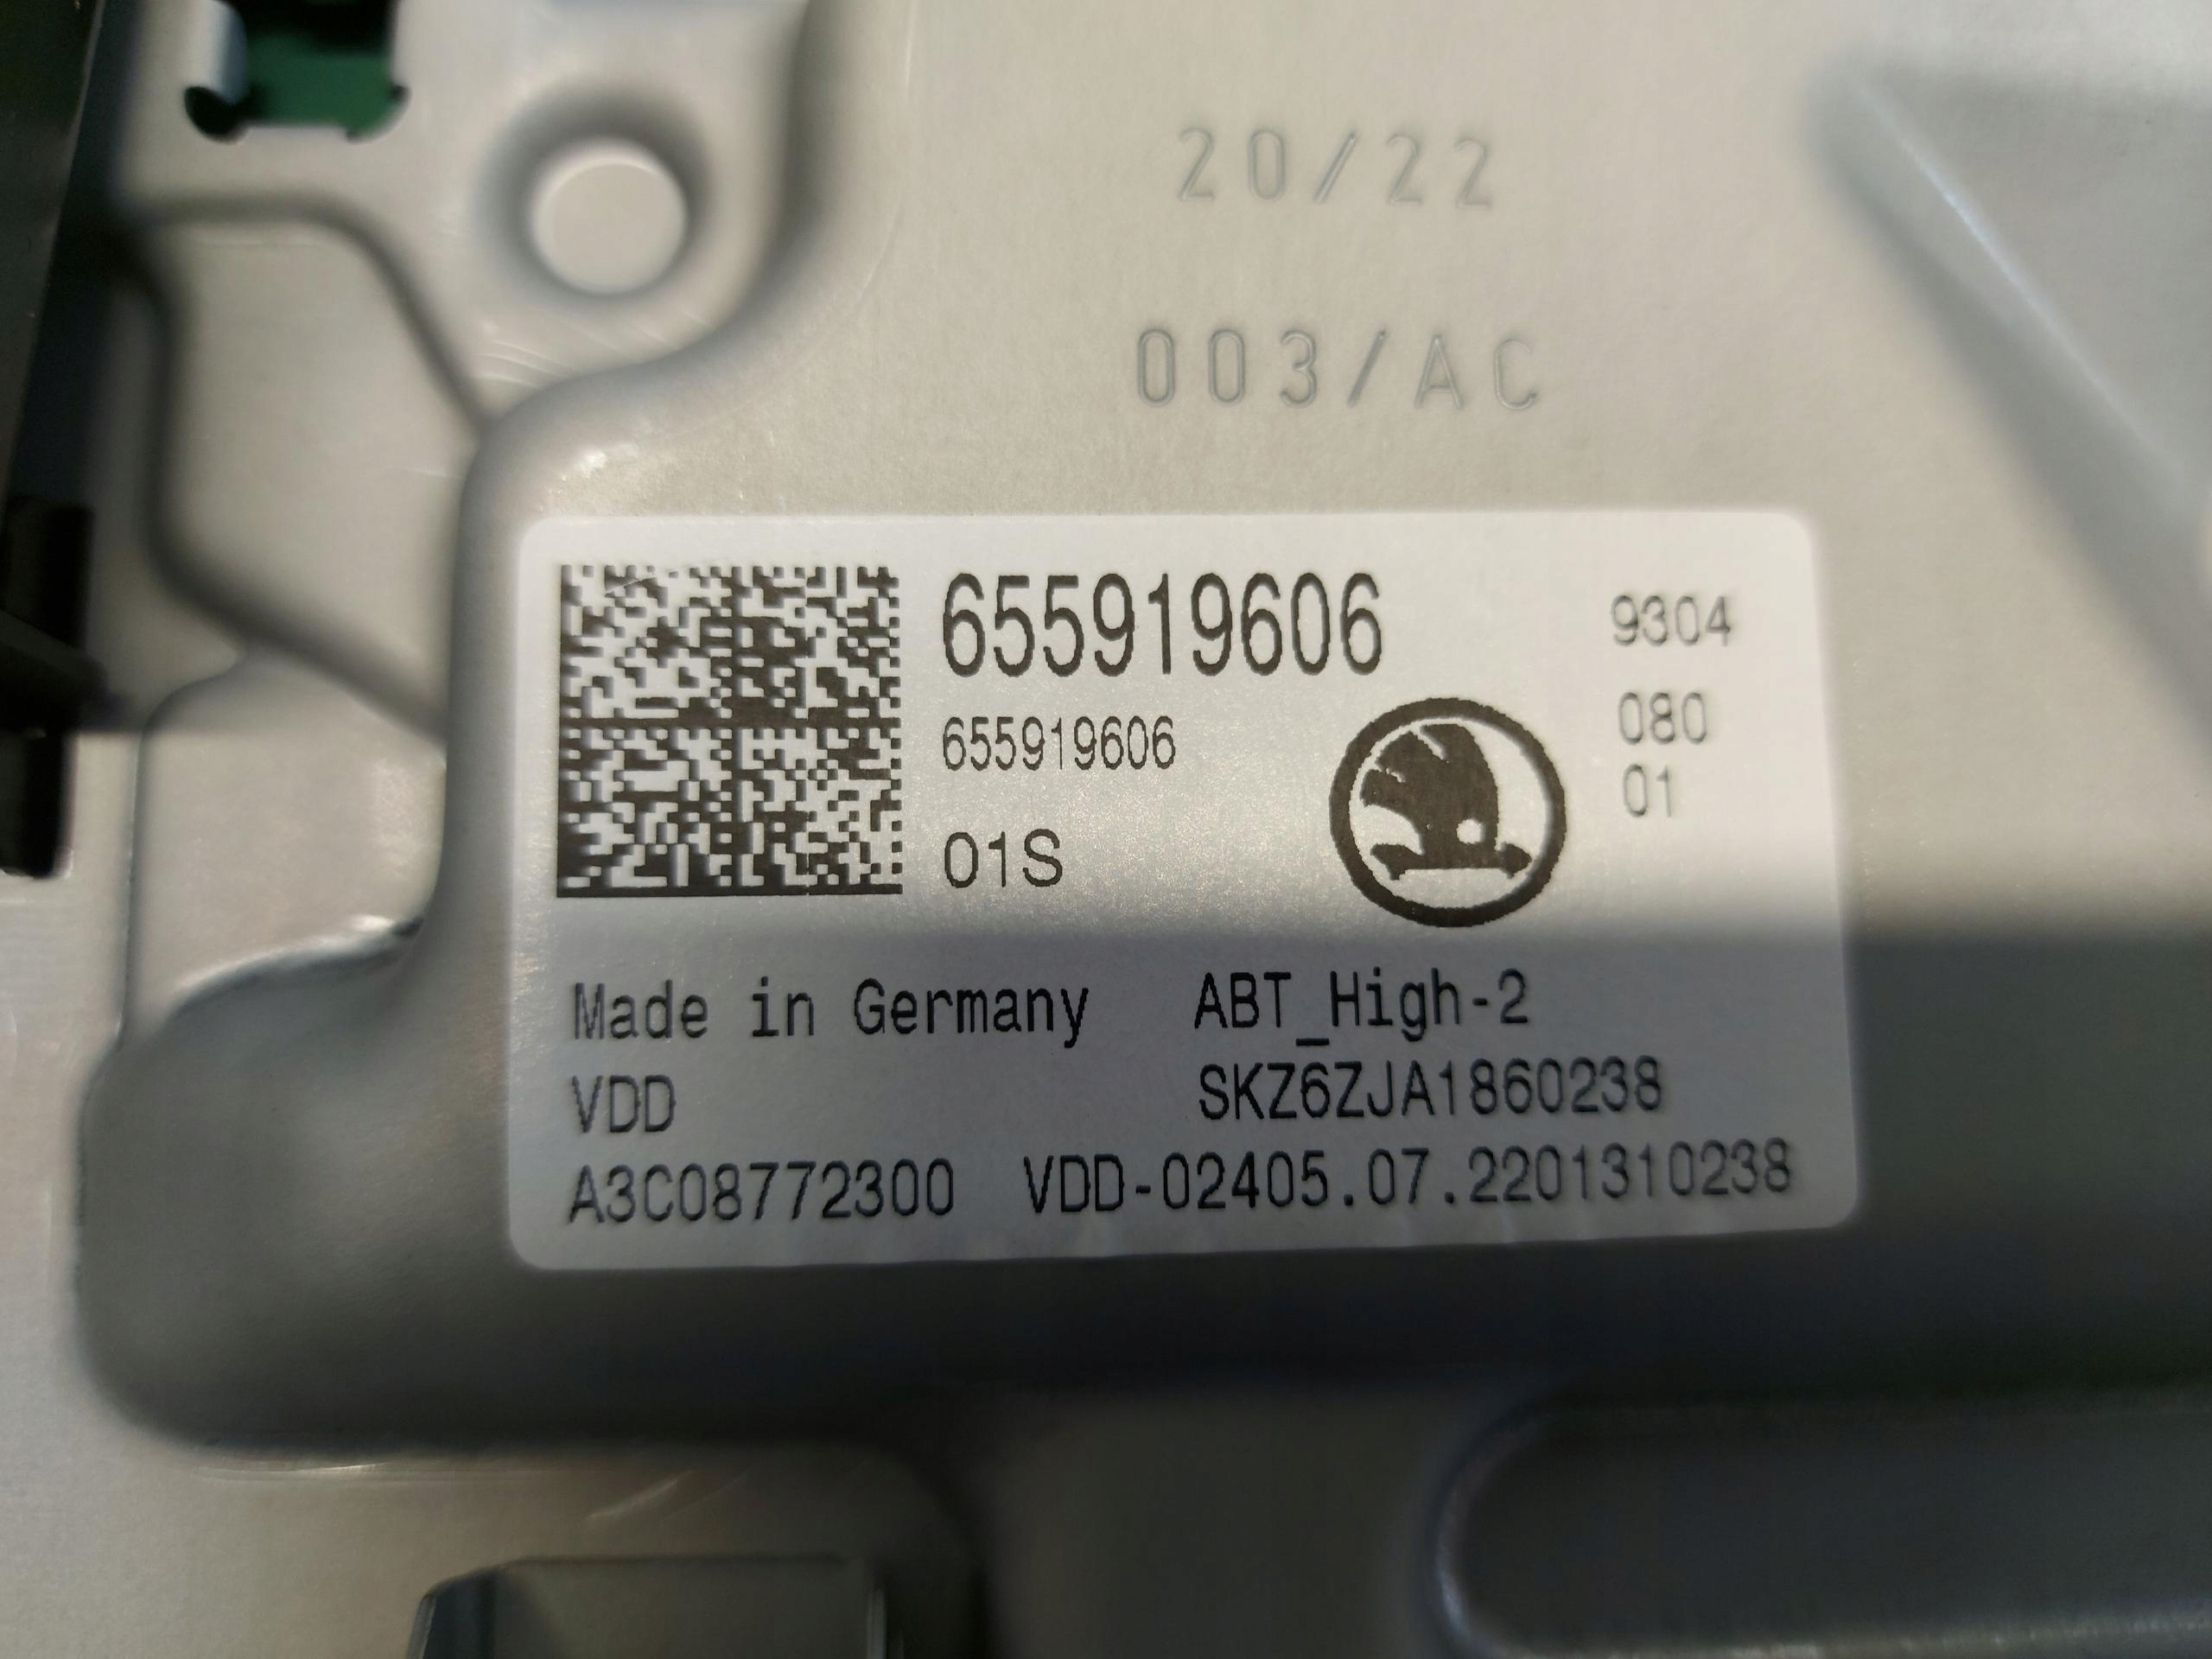 20/22
003/AC
655919606
9304
655919606
080
01
01S
Made in Germany ABT_High-2
VDD SKZ6ZJA1860238
A3C08772300 VDD-02405.07.2201310238